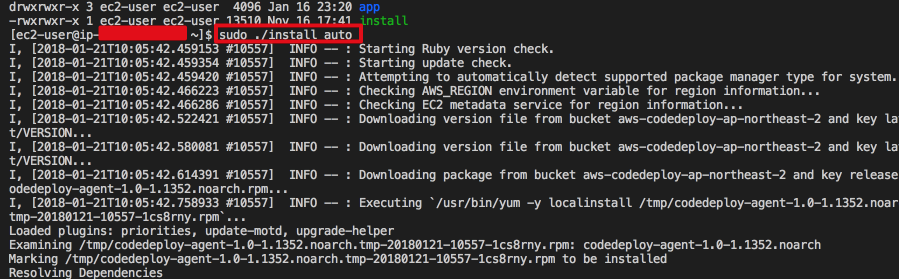 drwxrwxr-x 3 ec2-user ec2-user  4096 Jan 16 23:20 app
-rwxrwxr-x 1 ec2-user ec2-user 13510 Nov 16 17:41 install
[ec2-user@ip- ~]$ sudo ./install auto
I, [2018-01-21T10:05:42.459153 #10557]  INFO -- : Starting Ruby version check.
I, [2018-01-21T10:05:42.459354 #10557]  INFO -- : Starting update check.
I, [2018-01-21T10:05:42.459420 #10557]  INFO -- : Attempting to automatically detect supported package manager type for system.
I, [2018-01-21T10:05:42.466223 #10557]  INFO -- : Checking AWS_REGION environment variable for region information...
I, [2018-01-21T10:05:42.466286 #10557]  INFO -- : Checking EC2 metadata service for region information...
I, [2018-01-21T10:05:42.522421 #10557]  INFO -- : Downloading version file from bucket aws-codedeploy-ap-northeast-2 and key lat
t/VERSION...
I, [2018-01-21T10:05:42.580081 #10557]  INFO -- : Downloading version file from bucket aws-codedeploy-ap-northeast-2 and key lat
t/VERSION...
I, [2018-01-21T10:05:42.614391 #10557]  INFO -- : Downloading package from bucket aws-codedeploy-ap-northeast-2 and key release
odedeploy-agent-1.0-1.1352.noarch.rpm...
I, [2018-01-21T10:05:42.758933 #10557]  INFO -- : Executing `/usr/bin/yum -y localinstall /tmp/codedeploy-agent-1.0-1.1352.noar
tmp-20180121-10557-1cs8rny.rpm`...
Loaded plugins: priorities, update-motd, upgrade-helper
Examining /tmp/codedeploy-agent-1.0-1.1352.noarch.tmp-20180121-10557-1cs8rny.rpm: codedeploy-agent-1.0-1.1352.noarch
Marking /tmp/codedeploy-agent-1.0-1.1352.noarch.tmp-20180121-10557-1cs8rny.rpm to be installed
Resolving Dependencies